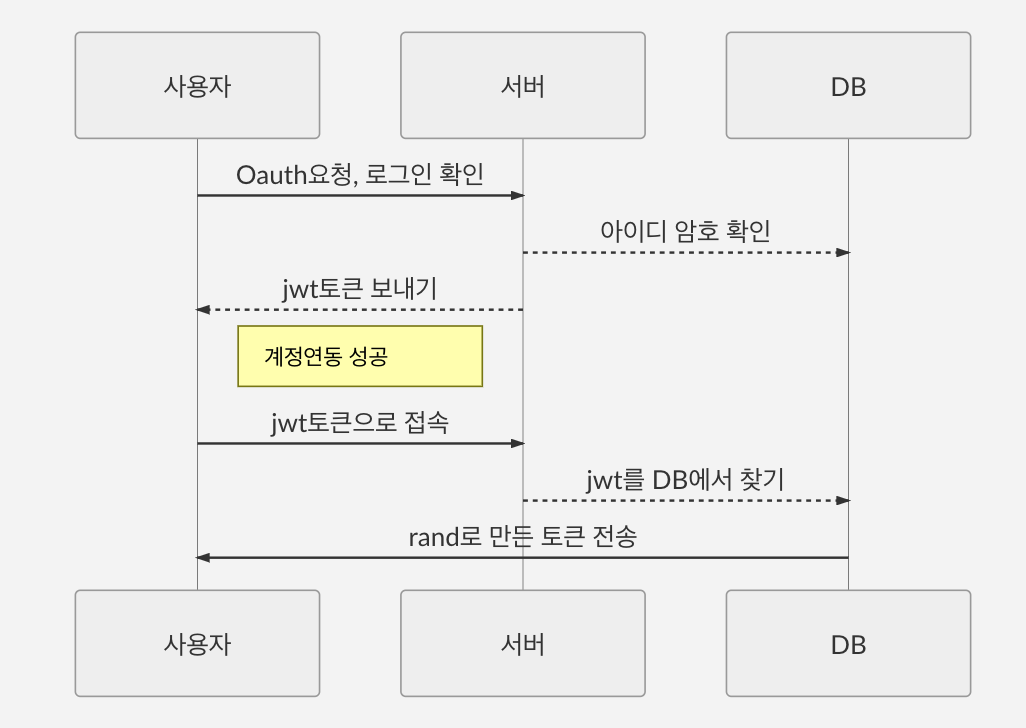 사용자
서버
DB
Oauth요청, 로그인 확인
아이디 암호 확인
jwt토큰 보내기
계정연동 성공
jwt토큰으로 접속
jwt를 DB에서 찾기
rand로 만든 토큰 전송
사용자
서버
DB